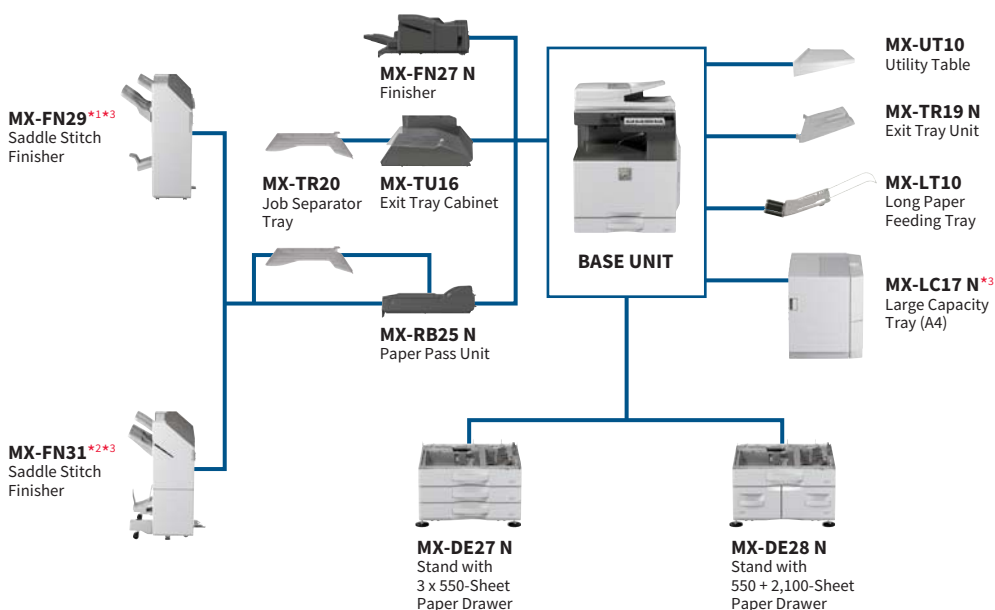 MX-FN27 N
Finisher
MX-UT10
Utility Table
MX-FN29*1*3
Saddle Stitch
Finisher
MX-TR19 N
Exit Tray Unit
MX-TR20
Job Separator
Tray
MX-TU16
Exit Tray Cabinet
MX-LT10
Long Paper
Feeding Tray
BASE UNIT
MX-LC17 N*3
Large Capacity
Tray (A4)
MX-RB25 N
Paper Pass Unit
MX-FN31*2*3
Saddle Stitch
Finisher
MX-DE27 N
Stand with
3 x 550-Sheet
Paper Drawer
MX-DE28 N
Stand with
550 + 2,100-Sheet
Paper Drawer